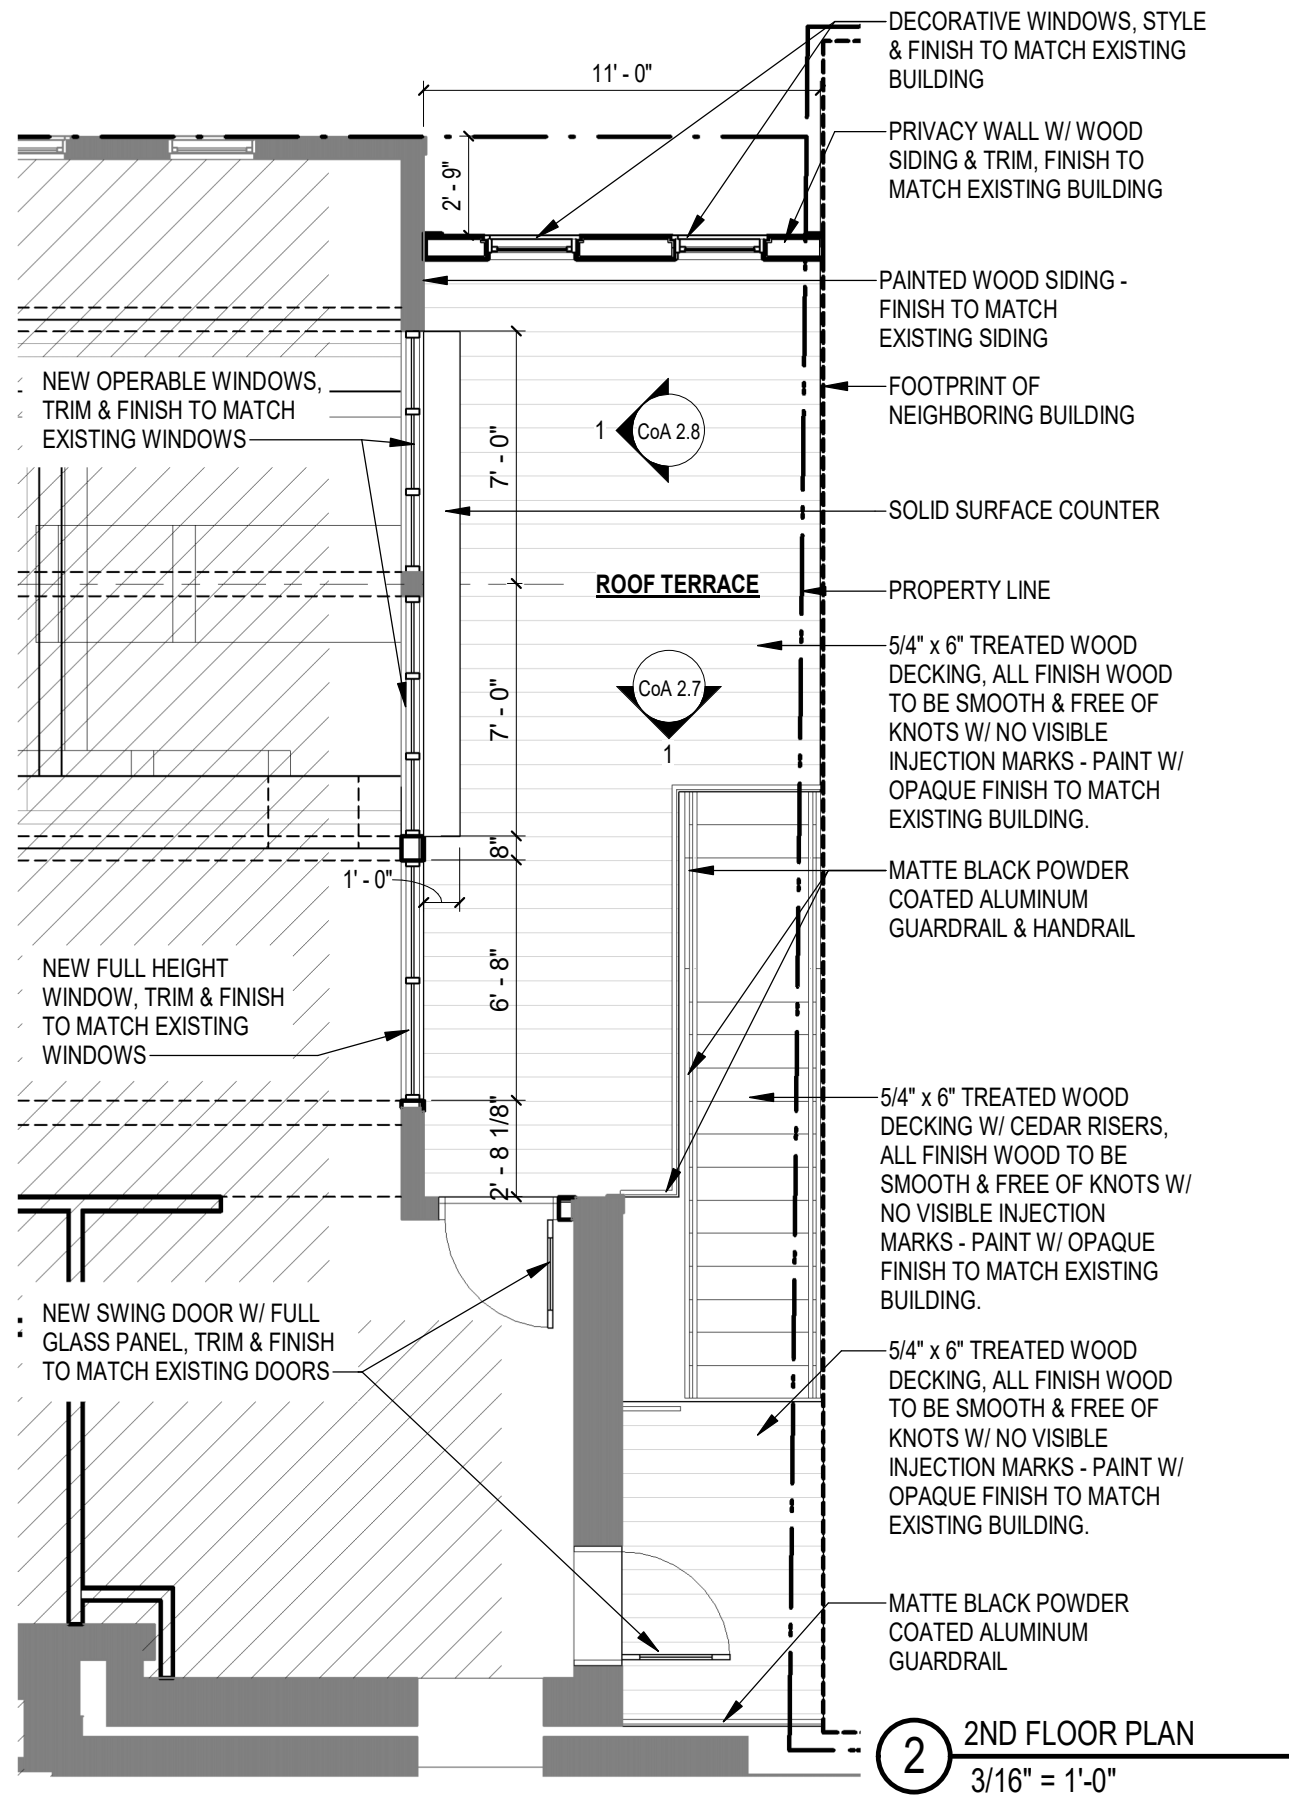 DECORATIVE WINDOWS, STYLE
& FINISH TO MATCH EXISTING
BUILDING
11' - 0"
PRIVACY WALL W/ WOOD
SIDING & TRIM, FINISH TO
MATCH EXISTING BUILDING
2' - 9"
PAINTED WOOD SIDING -
FINISH TO MATCH
EXISTING SIDING
NEW OPERABLE WINDOWS,
TRIM & FINISH TO MATCH
EXISTING WINDOWS
FOOTPRINT OF
NEIGHBORING BUILDING
1
CoA 2.8
7' - 0"
SOLID SURFACE COUNTER
ROOF TERRACE
PROPERTY LINE
5/4" x 6" TREATED WOOD
DECKING, ALL FINISH WOOD
TO BE SMOOTH & FREE OF
KNOTS W/ NO VISIBLE
INJECTION MARKS - PAINT W/
OPAQUE FINISH TO MATCH
EXISTING BUILDING.
CoA 2.7
1
7' - 0"
8"
1' - 0"
MATTE BLACK POWDER
COATED ALUMINUM
GUARDRAIL & HANDRAIL
NEW FULL HEIGHT
WINDOW, TRIM & FINISH
TO MATCH EXISTING
WINDOWS
6' - 8"
2' - 8 1/8"
5/4" x 6" TREATED WOOD
DECKING W/ CEDAR RISERS,
ALL FINISH WOOD TO BE
SMOOTH & FREE OF KNOTS W/
NO VISIBLE INJECTION
MARKS - PAINT W/ OPAQUE
FINISH TO MATCH EXISTING
BUILDING.
NEW SWING DOOR W/ FULL
GLASS PANEL, TRIM & FINISH
TO MATCH EXISTING DOORS
5/4" x 6" TREATED WOOD
DECKING, ALL FINISH WOOD
TO BE SMOOTH & FREE OF
KNOTS W/ NO VISIBLE
INJECTION MARKS - PAINT W/
OPAQUE FINISH TO MATCH
EXISTING BUILDING.
MATTE BLACK POWDER
COATED ALUMINUM
GUARDRAIL
2
2ND FLOOR PLAN
3/16" = 1'-0"